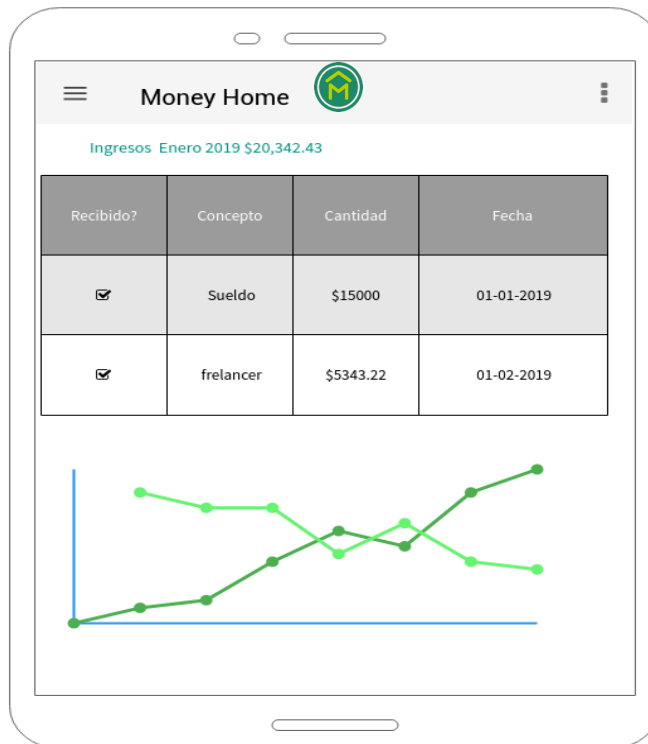 Money Home
Ingresos Enero 2019 $20,342.43
Recibido? Concepto Cantidad Fecha
Sueldo $15000 01-01-2019
frelancer $5343.22 01-02-2019